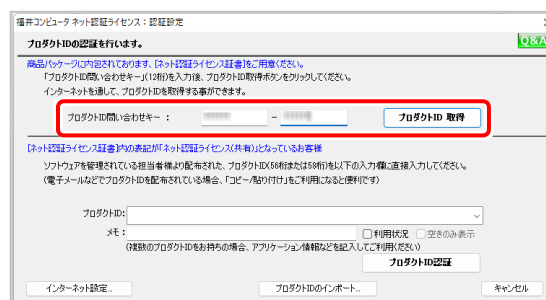 福井コンピュータ ネット認証ライセンス：認証設定
プロダクトIDの認証を行います。
Q&A
商品パッケージに内包されております、[ネット認証ライセンス証書]をご用意ください。
「プロダクトID問い合わせキー」(12桁)を入力後、プロダクトID取得ボタンをクリックしてください。
インターネットを通して、プロダクトIDを取得する事ができます。
プロダクトID問い合わせキー： - プロダクトID 取得
[ネット認証ライセンス証書]内の表記が「ネット認証ライセンス(共有)」となっているお客様
ソフトウェアを管理されている担当者様より配布された、プロダクトID(56桁または58桁)を以下の入力欄に直接入力してください。
(電子メールなどでプロダクトIDを配布されている場合、「コピー/貼り付け」をご利用になると便利です)
プロダクトID:
メモ： 利用状況 空きのみ表示
(複数のプロダクトIDをお持ちの場合、アプリケーション情報などを記入してご利用ください)
プロダクトID認証
インターネット設定... プロダクトIDのインポート... キャンセル